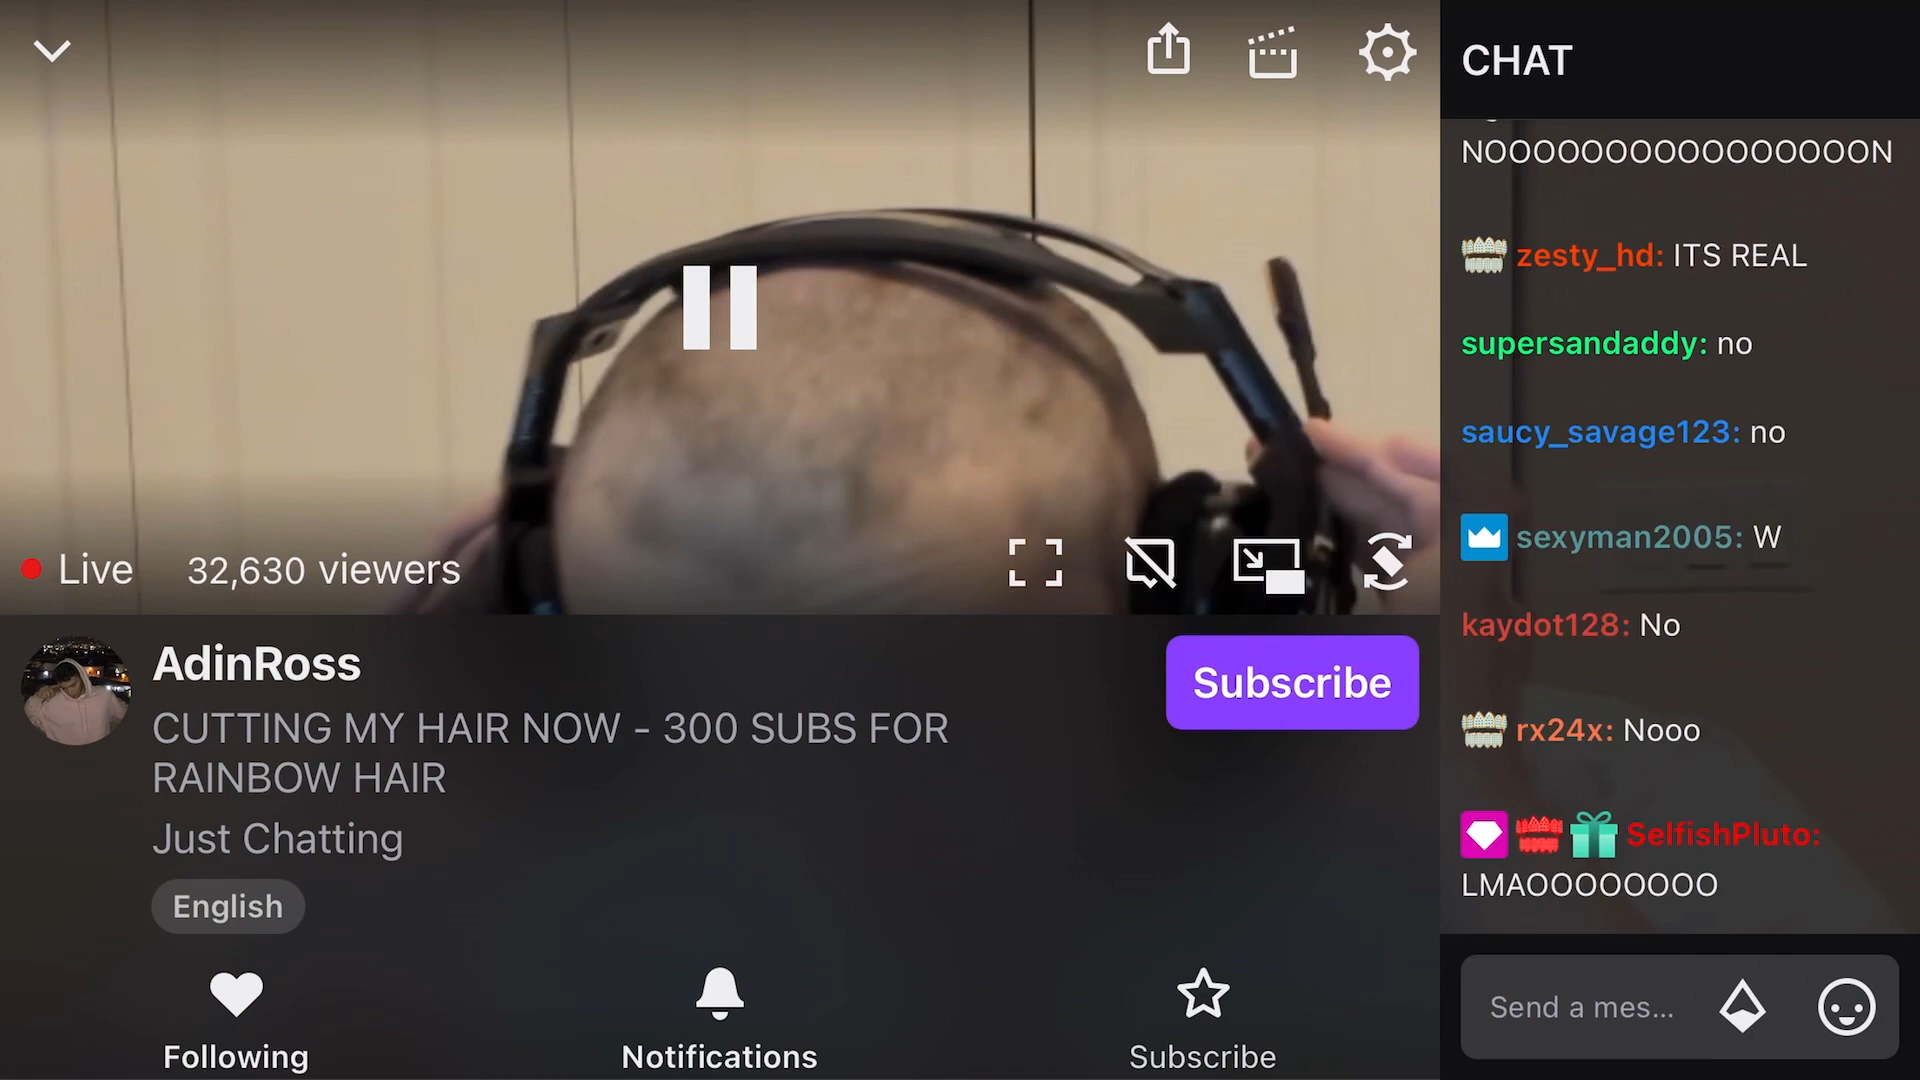 CHAT
NOOOOOOOOOOOOOOOOON
zesty_hd: ITS REAL
supersandaddy: no
saucy_savage123: no
sexyman2005: W
kaydot128: No
rx24x: Nooo
SelfishPluto:
LMAOOOOOOOO
Send a mes...
Live 32,630 viewers
AdinRoss
Subscribe
CUTTING MY HAIR NOW - 300 SUBS FOR
RAINBOW HAIR
Just Chatting
English
Following
Notifications
Subscribe